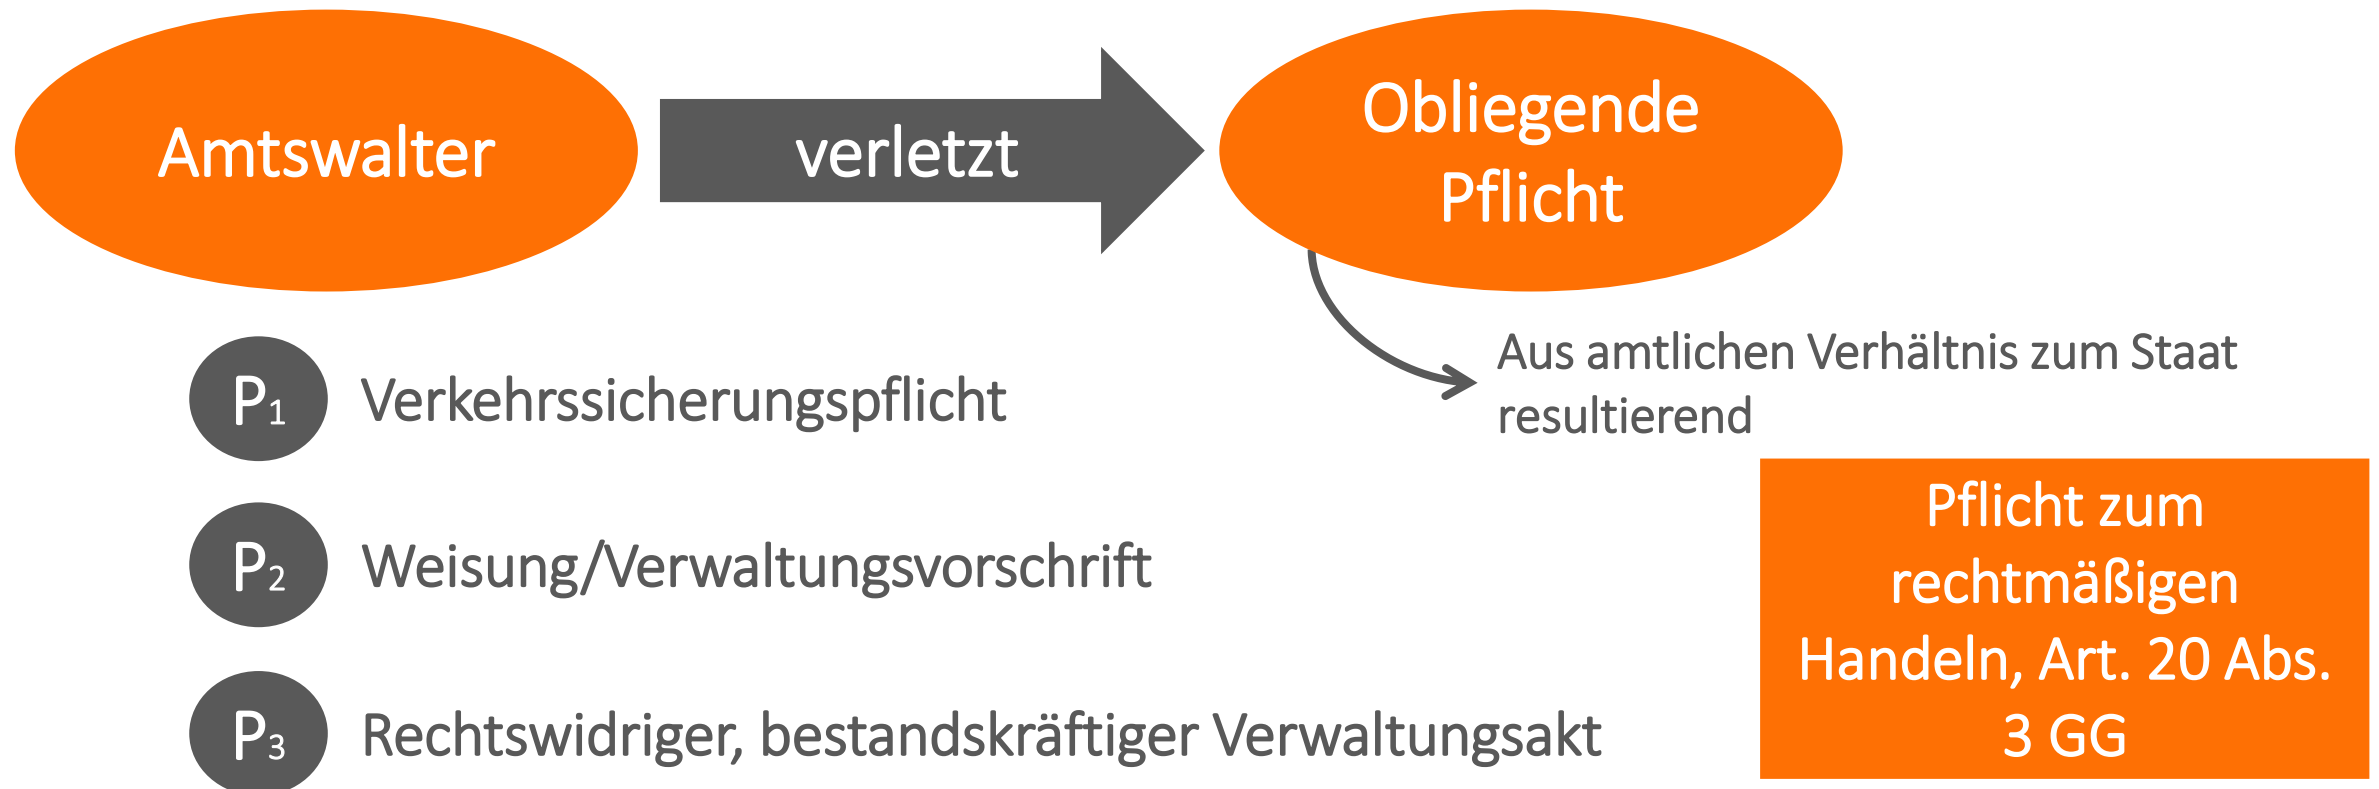 Amtswalter
verletzt
Obliegende
Pflicht
Aus amtlichen Verhältnis zum Staat
resultierend
P1 Verkehrssicherungspflicht
P2 Weisung/Verwaltungsvorschrift
P3 Rechtswidriger, bestandskräftiger Verwaltungsakt
Pflicht zum
rechtmäßigen
Handeln, Art. 20 Abs.
3 GG